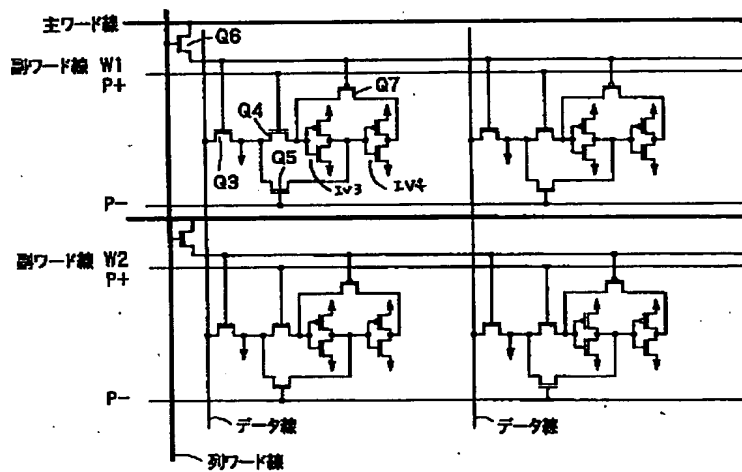 主ワード線
Q6
副ワード線 W1
P+
Q7
Q4
Q5
Q3
IV3
IV4
P-
副ワード線 W2
P+
P-
データ線
データ線
列ワード線